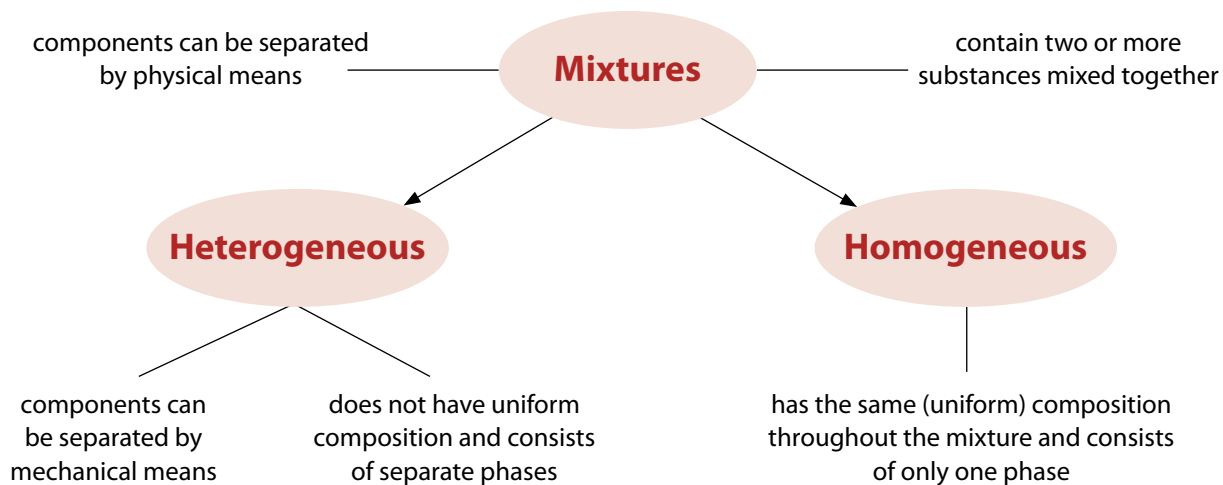 components can be separated
by physical means
Mixtures
contain two or more
substances mixed together
Heterogeneous
Homogeneous
components can
be separated by
mechanical means
does not have uniform
composition and consists
of separate phases
has the same (uniform) composition
throughout the mixture and consists
of only one phase